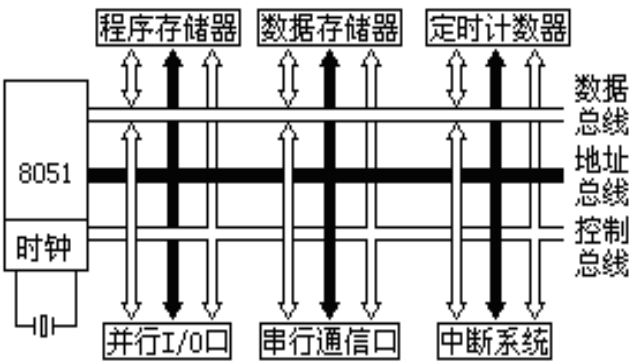 程序存储器 数据存储器 定时计数器
数据
总线
8051
地址
总线
时钟
控制
总线
并行I/O口 串行通信口 中断系统